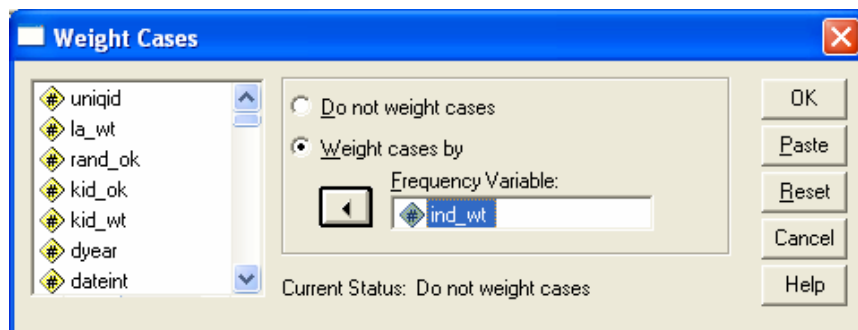 Weight Cases
uniqid
la_wt
rand_ok
kid_ok
kid_wt
dyear
dateint
Do not weight cases
Weight cases by
Frequency Variable:
ind_wt
Current Status: Do not weight cases
OK
Paste
Reset
Cancel
Help